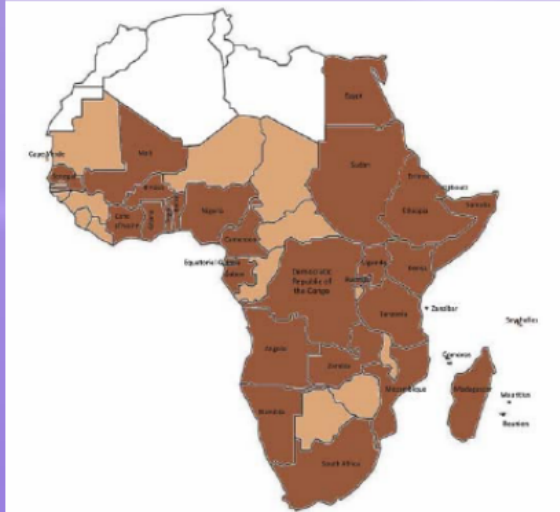 Egypt
Cape Verde
Mali
Sudan
Senegal
Eritrea
Djibouti
Somalia
Nigeria
Ethiopia
Ghana
Cote
d'Ivoire
Cameroon
Equatorial Guinea
Gabon
Democratic
Republic of
the Congo
Uganda
Kenya
Rwanda
Tanzania
Zanzibar
Seychelles
Angola
Comoros
Zambia
Mozambique
Madagascar
Mauritius
Namibia
Reunion
South Africa